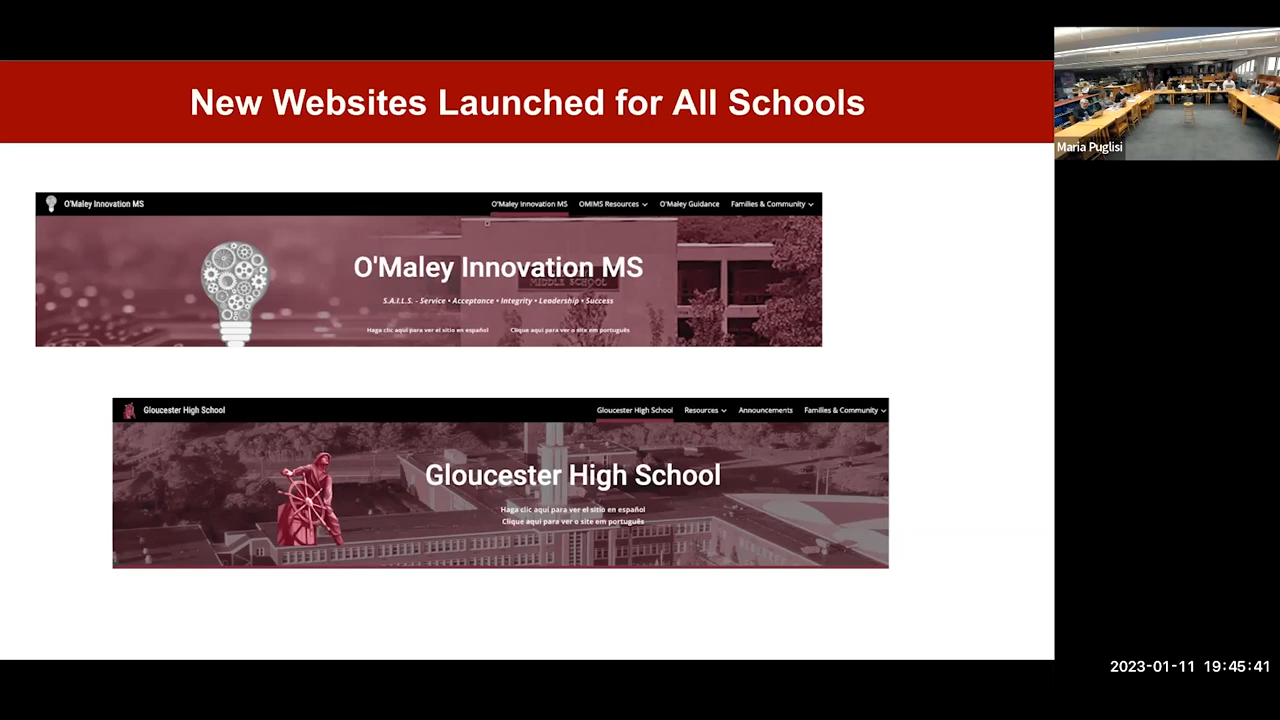 New Websites Launched for All Schools
Maria Puglisi
O'Maley Innovation MS
O'Maley Innovation MS OMIMS Resources O'Maley Guidance Families & Community
O'Maley Innovation MS
MIDDLE SCHOOL
S.A.I.L.S. - Service • Acceptance • Integrity • Leadership • Success
Haga clic aquí para ver el sitio en español Clique aqui para ver o site em português
Gloucester High School
Gloucester High School Resources Announcements Families & Community
Gloucester High School
Haga clic aquí para ver el sitio en español
Clique aqui para ver o site em português
2023-01-11 19:45:41